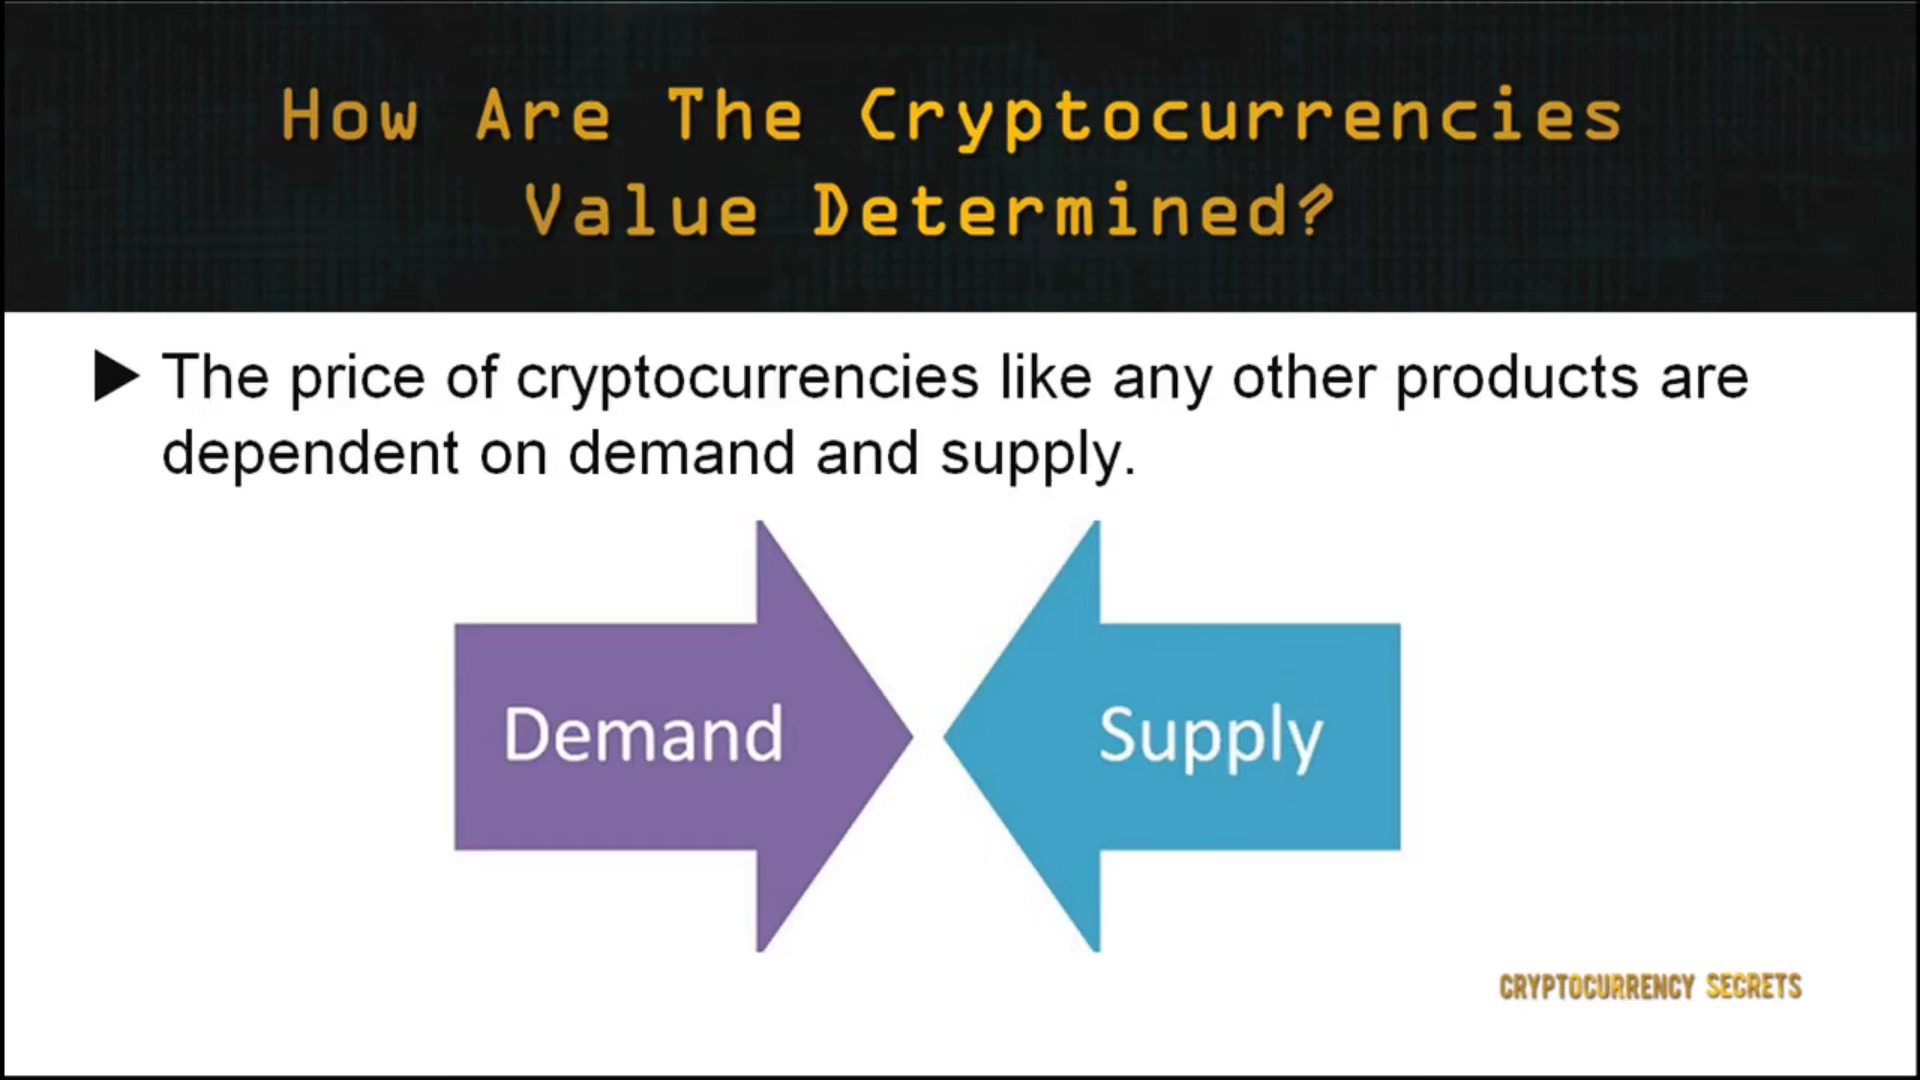 How Are The Cryptocurrencies
Value Determined?
The price of cryptocurrencies like any other products are
dependent on demand and supply.
Demand
Supply
CRYPTOCURRENCY SECRETS